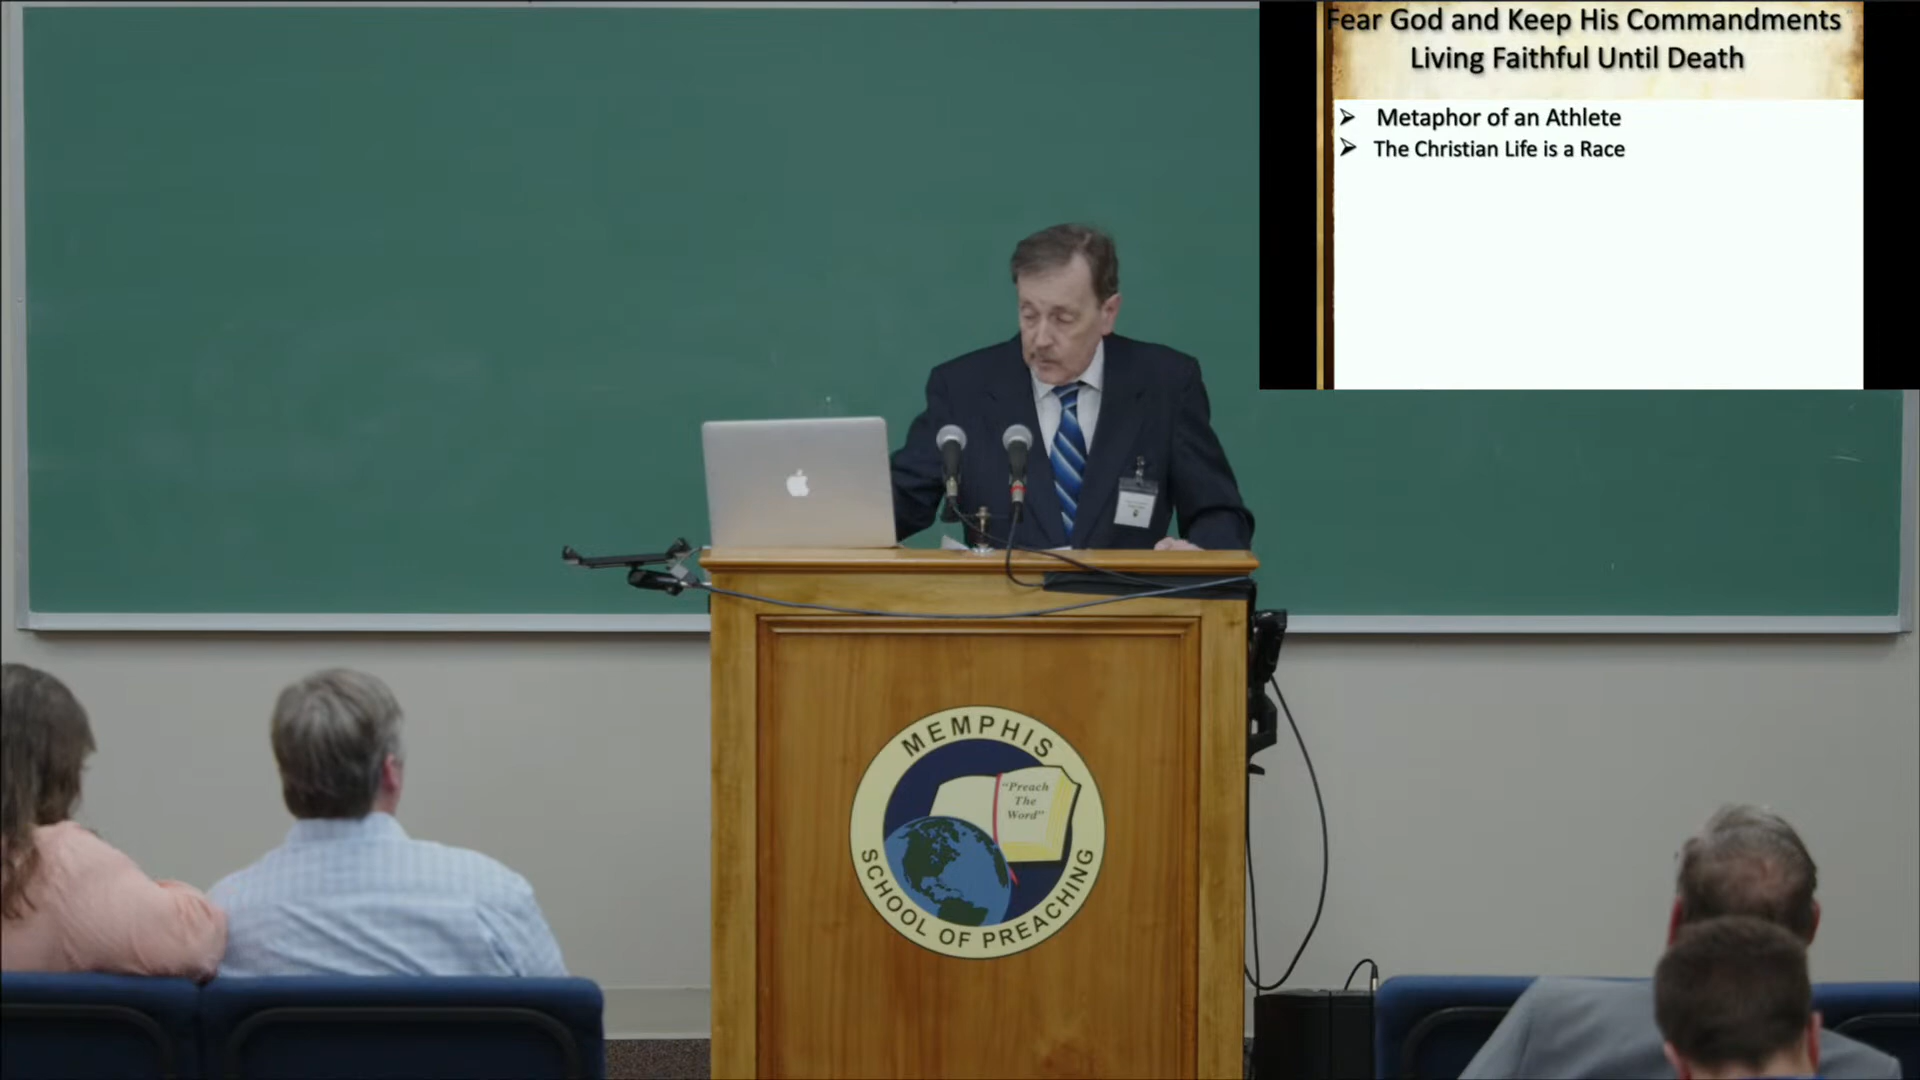 Fear God and Keep His Commandments
Living Faithful Until Death
➢ Metaphor of an Athlete
➢ The Christian Life is a Race
MEMPHIS
"Preach
The
Word"
SCHOOL OF PREACHING